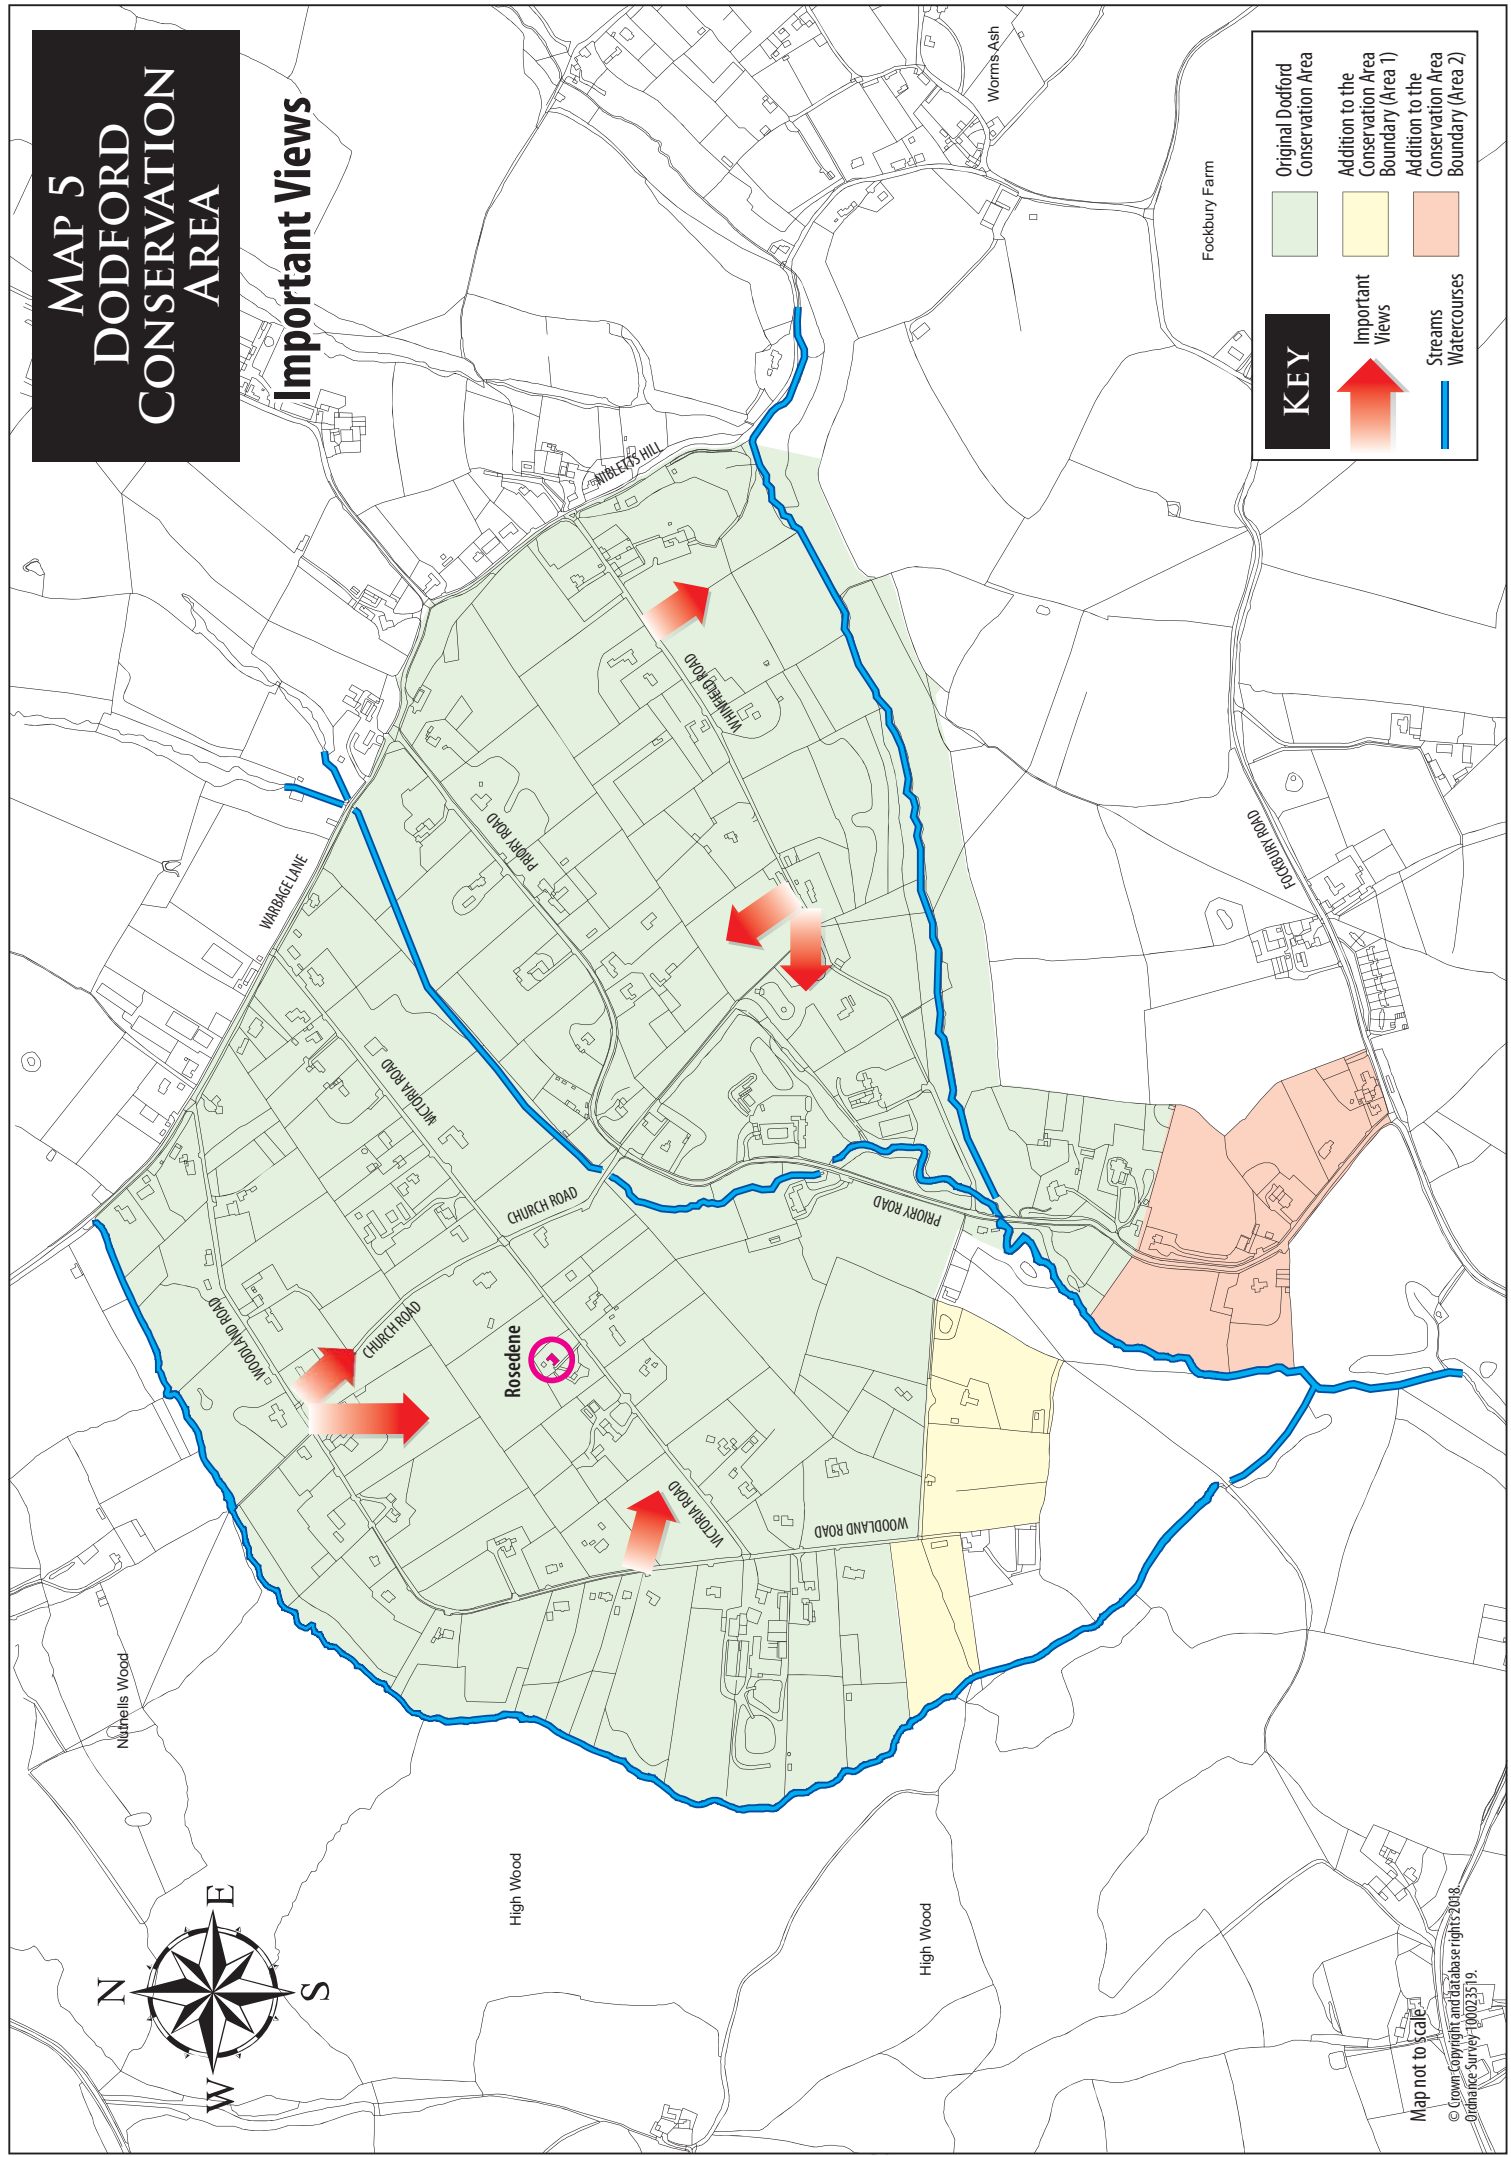 MAP 5
DODFORD
CONSERVATION
AREA
Important Views
N
E
S
W
Nutnells Wood
High Wood
High Wood
Worms Ash
Fockbury Farm
WARBAGE LANE
NIBLETTS HILL
WHINFIELD ROAD
PRIORY ROAD
VICTORIA ROAD
CHURCH ROAD
WOODLAND ROAD
CHURCH ROAD
Rosedene
1
VICTORIA ROAD
WOODLAND ROAD
PRIORY ROAD
FOCKBURY ROAD
KEY
Important
Views
Streams
Watercourses
Original Dodford
Conservation Area
Addition to the
Conservation Area
Boundary (Area 1)
Addition to the
Conservation Area
Boundary (Area 2)
Map not to scale
© Crown Copyright and database rights 2018.
Ordnance Survey 100023519.